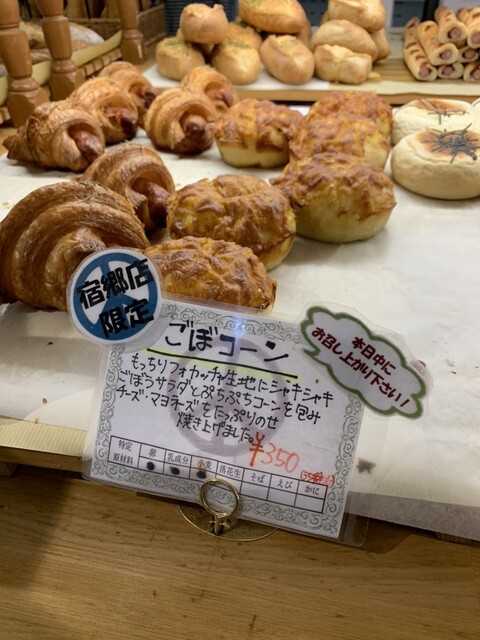 宿郷店
限定
ごぼコーン
本日中に
お召し上がり下さい!
もっちりフォカッチャ生地にシャキシャキ
ごぼうサラダとぷちぷちコーンを包み
チーズ・マヨネーズをたっぷりのせ
焼き上げました。
¥350
特定
原材料
卵 乳成分 小麦 落花生 そば えび かに
● ● ●